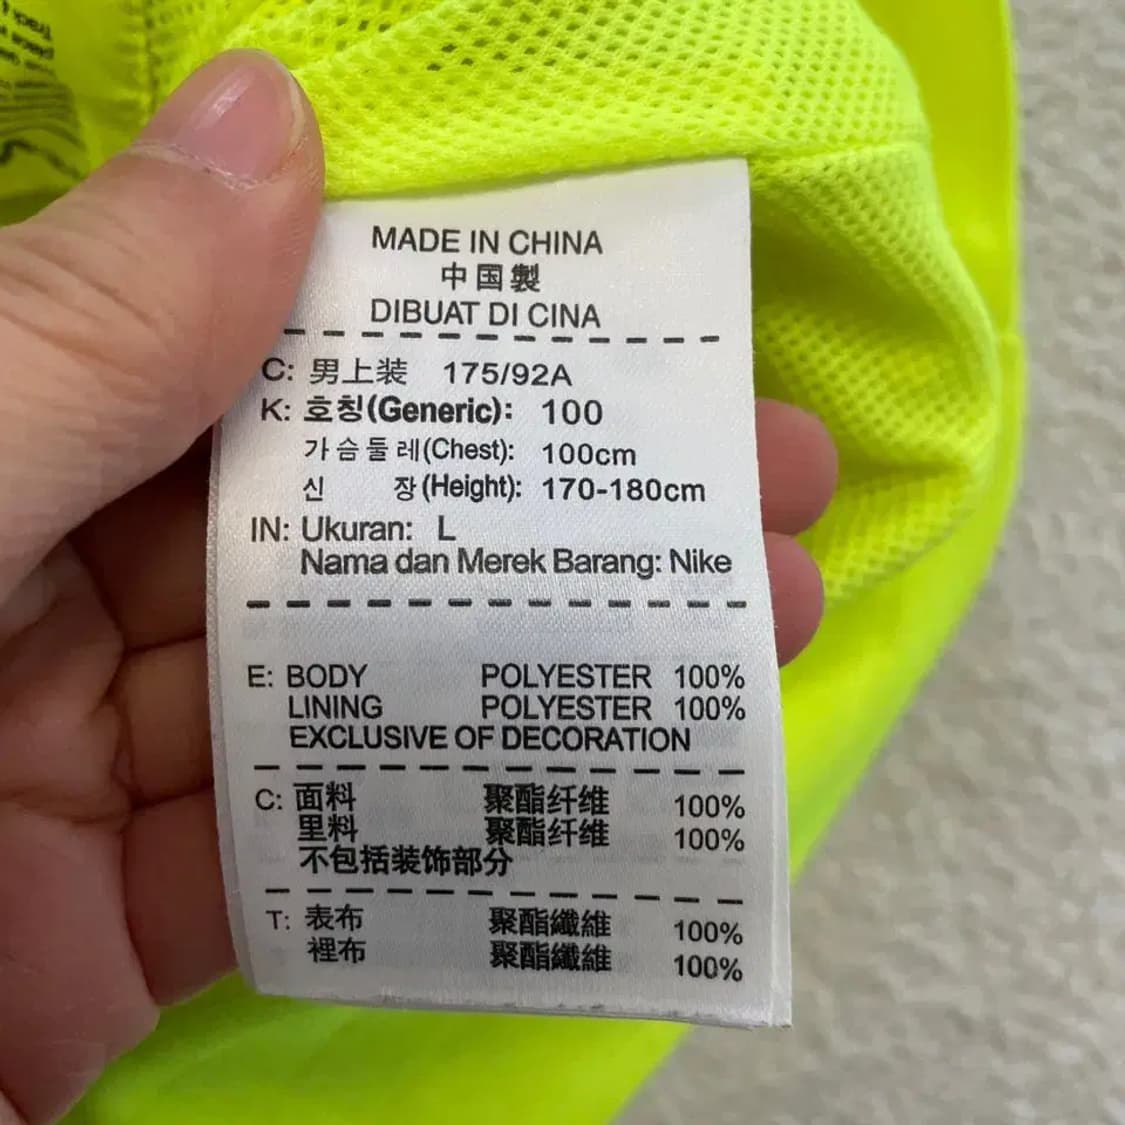 Track
MADE IN CHINA
中国製
DIBUAT DI CINA
C: 男上装 175/92A
K: 호칭(Generic): 100
가슴둘레(Chest): 100cm
신 장(Height): 170-180cm
IN: Ukuran: L
Nama dan Merek Barang: Nike
E: BODY POLYESTER 100%
LINING POLYESTER 100%
EXCLUSIVE OF DECORATION
C: 面料 聚酯纤维 100%
里料 聚酯纤维 100%
不包括装饰部分
T: 表布 聚酯纖維 100%
裡布 聚酯纖維 100%